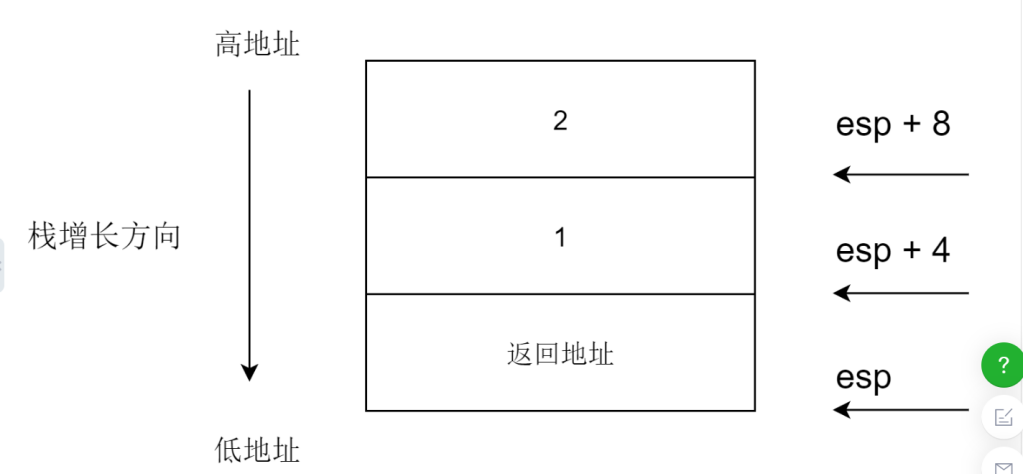 高地址
2
esp + 8
栈增长方向
1
esp + 4
返回地址
esp
低地址
?